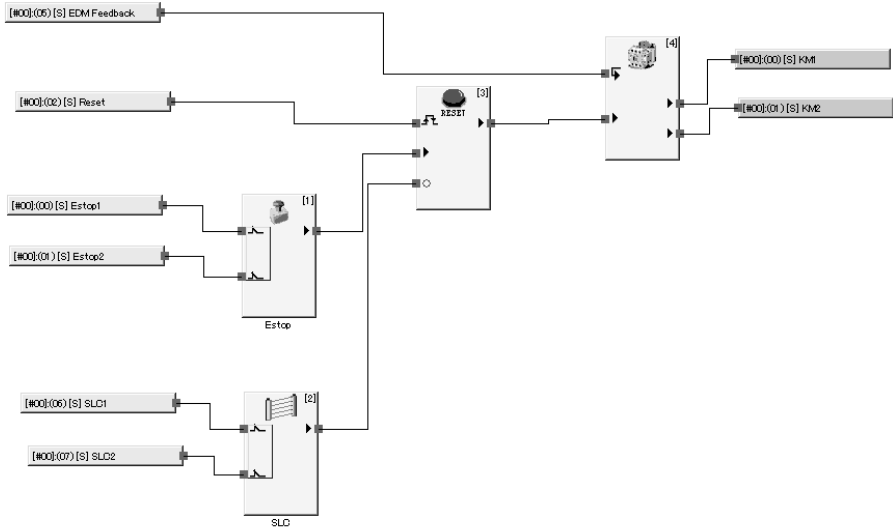 [#00]:(05) [S] EDM Feedback
[4]
[#00]:(00) [S] KM1
[3]
[#00]:(02) [S] Reset
RESET
[#00]:(01) [S] KM2
[1]
[#00]:(00) [S] Estop1
[#00]:(01) [S] Estop2
Estop
[2]
[#00]:(06) [S] SLC1
[#00]:(07) [S] SLC2
SLC